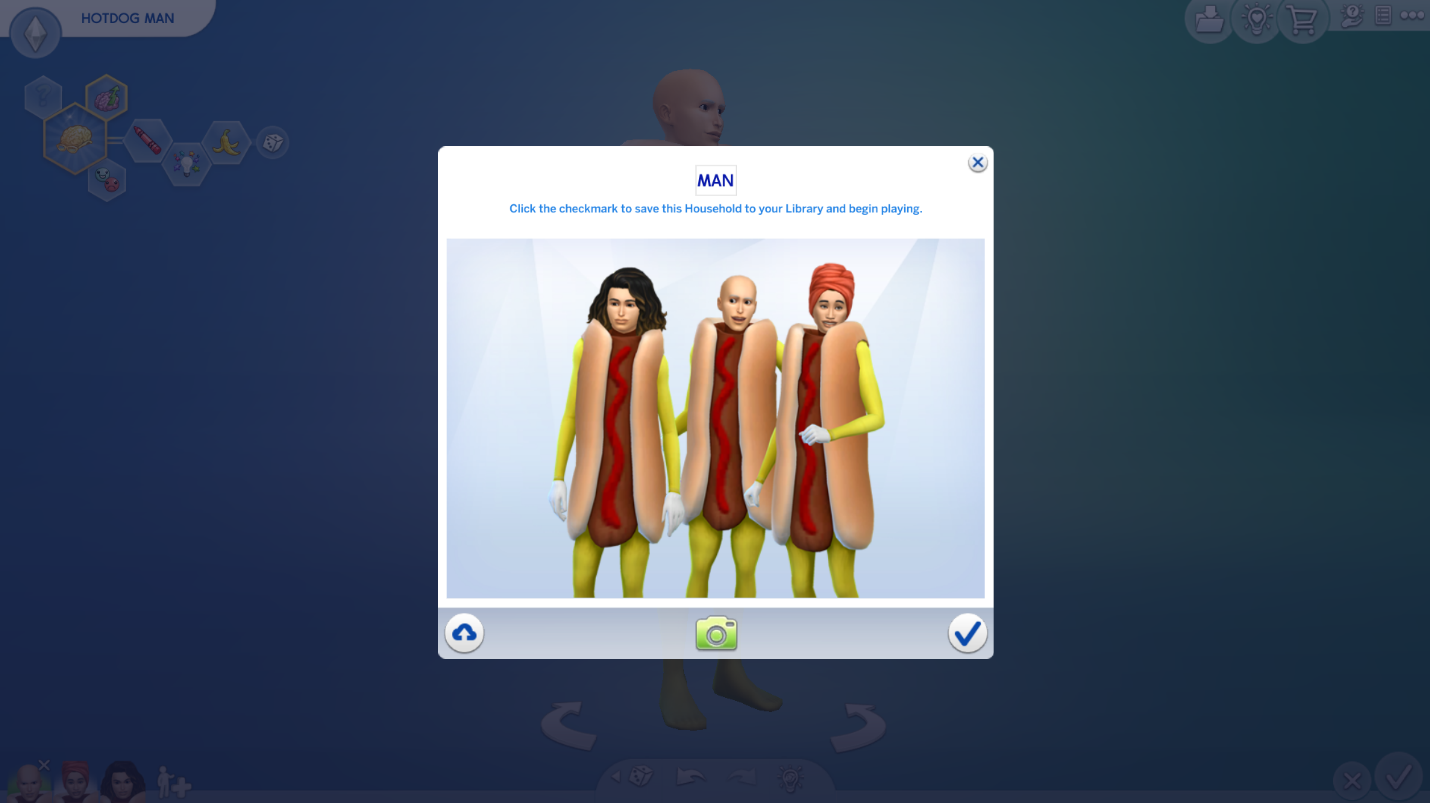 HOTDOG MAN
MAN
Click the checkmark to save this Household to your Library and begin playing.